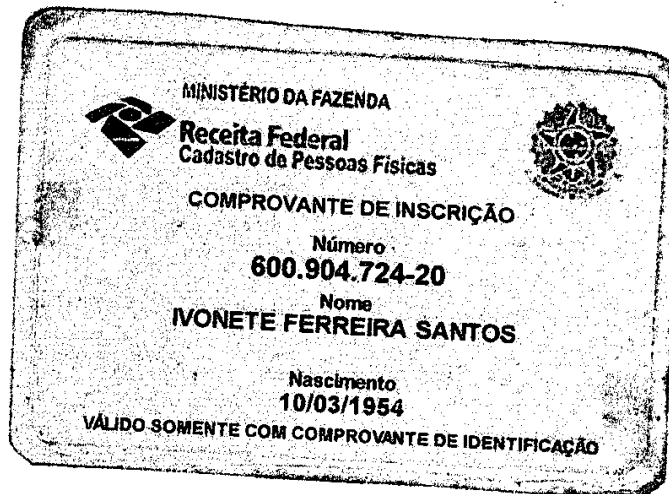 MINISTÉRIO DA FAZENDA
Receita Federal
Cadastro de Pessoas Físicas
COMPROVANTE DE INSCRIÇÃO
Número
600.904.724-20
Nome
IVONETE FERREIRA SANTOS
Nascimento
10/03/1954
VÁLIDO SOMENTE COM COMPROVANTE DE IDENTIFICAÇÃO